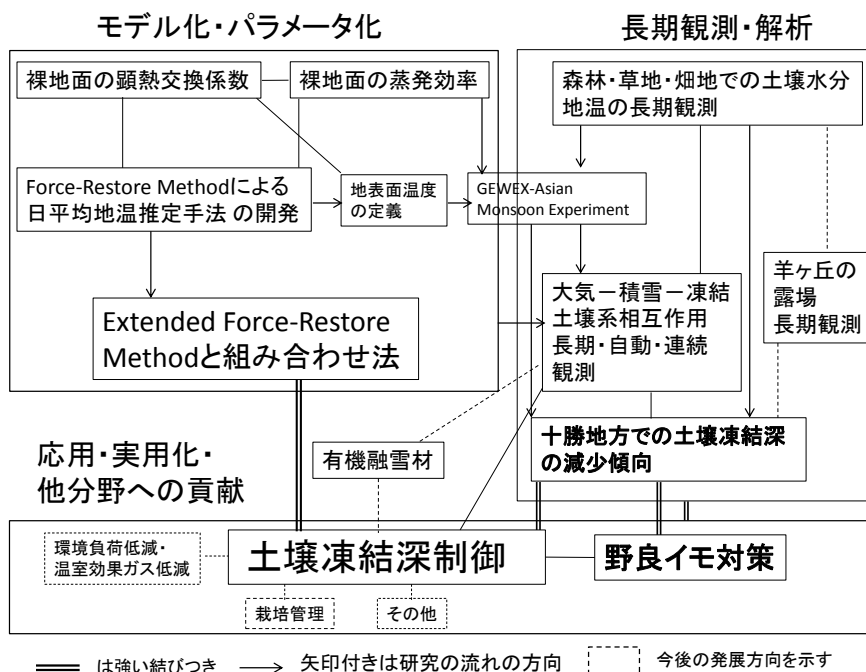 モデル化・パラメータ化
長期観測・解析
裸地面の顕熱交換係数
裸地面の蒸発効率
森林・草地・畑地での土壌水分
地温の長期観測
Force-Restore Methodによる
日平均地温推定手法 の開発
地表面温度
の定義
GEWEX-Asian
Monsoon Experiment
羊ヶ丘の
露場
長期観測
大気－積雪－凍結
土壌系相互作用
長期・自動・連続
観測
Extended Force-Restore
Methodと組み合わせ法
十勝地方での土壌凍結深
の減少傾向
応用・実用化・
他分野への貢献
有機融雪材
環境負荷低減・
温室効果ガス低減
土壌凍結深制御
野良イモ対策
栽培管理
その他
は強い結びつき
矢印付きは研究の流れの方向
今後の発展方向を示す